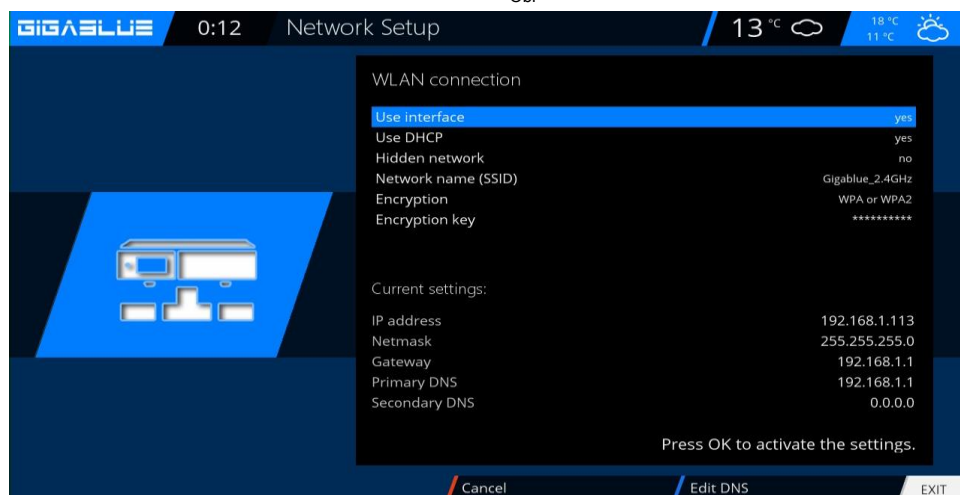 GIGABLUE 0:12 Network Setup 13 °C 18 °C
11 °C
WLAN connection
Use interface yes
Use DHCP yes
Hidden network no
Network name (SSID) Gigablue_2.4GHz
Encryption WPA or WPA2
Encryption key **********
Current settings:
IP address 192.168.1.113
Netmask 255.255.255.0
Gateway 192.168.1.1
Primary DNS 192.168.1.1
Secondary DNS 0.0.0.0
Press OK to activate the settings.
Cancel Edit DNS EXIT